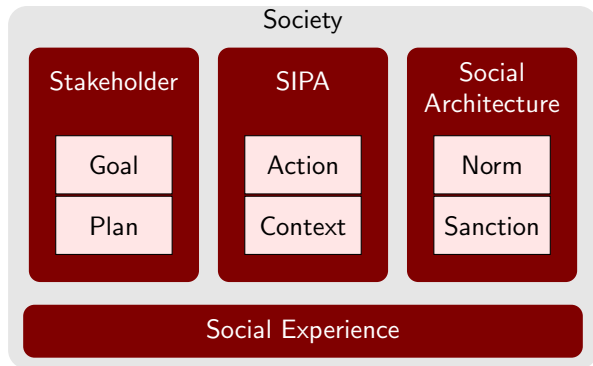 Society
Stakeholder
Goal
Plan
SIPA
Action
Context
Social
Architecture
Norm
Sanction
Social Experience